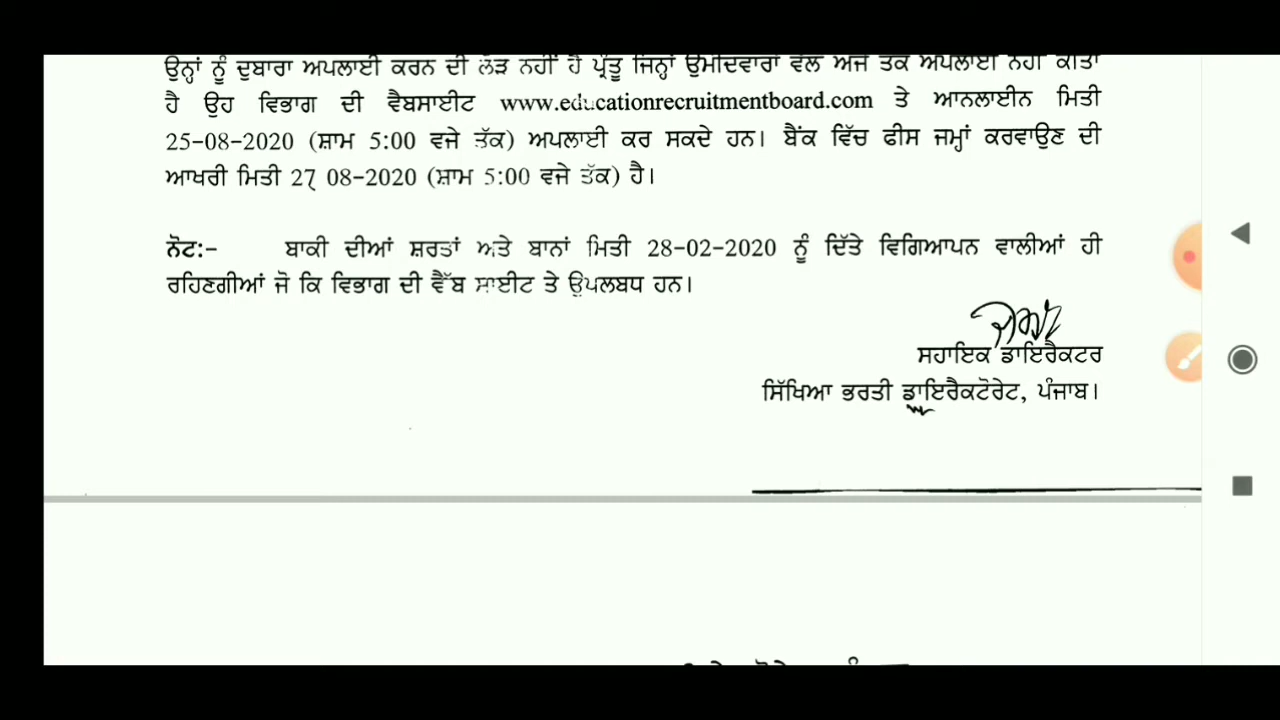 ਉਨ੍ਹਾਂ ਨੂੰ ਦੁਬਾਰਾ ਅਪਲਾਈ ਕਰਨ ਦੀ ਲੋੜ ਨਹੀਂ ਹੈ ਪ੍ਰੰਤੂ ਜਿਨ੍ਹਾਂ ਉਮੀਦਵਾਰਾਂ ਵੱਲੋਂ ਅਜੇ ਤੱਕ ਅਪਲਾਈ ਨਹੀਂ ਕੀਤਾ
ਹੈ ਉਹ ਵਿਭਾਗ ਦੀ ਵੈਬਸਾਈਟ www.educationrecruitmentboard.com ਤੇ ਆਨਲਾਈਨ ਮਿਤੀ
25-08-2020 (ਸ਼ਾਮ 5:00 ਵਜੇ ਤੱਕ) ਅਪਲਾਈ ਕਰ ਸਕਦੇ ਹਨ। ਬੈਂਕ ਵਿੱਚ ਫੀਸ ਜਮ੍ਹਾਂ ਕਰਵਾਉਣ ਦੀ
ਆਖਰੀ ਮਿਤੀ 27 08-2020 (ਸ਼ਾਮ 5:00 ਵਜੇ ਤੱਕ) ਹੈ।
ਨੋਟ:- ਬਾਕੀ ਦੀਆਂ ਸ਼ਰਤਾਂ ਅਤੇ ਬਾਨਾਂ ਮਿਤੀ 28-02-2020 ਨੂੰ ਦਿੱਤੇ ਵਿਗਿਆਪਨ ਵਾਲੀਆਂ ਹੀ
ਰਹਿਣਗੀਆਂ ਜੋ ਕਿ ਵਿਭਾਗ ਦੀ ਵੈੱਬ ਸਾਈਟ ਤੇ ਉਪਲਬਧ ਹਨ।
ਸਹਾਇਕ ਡਾਇਰੈਕਟਰ
ਸਿੱਖਿਆ ਭਰਤੀ ਡਾਇਰੈਕਟੋਰੇਟ, ਪੰਜਾਬ।